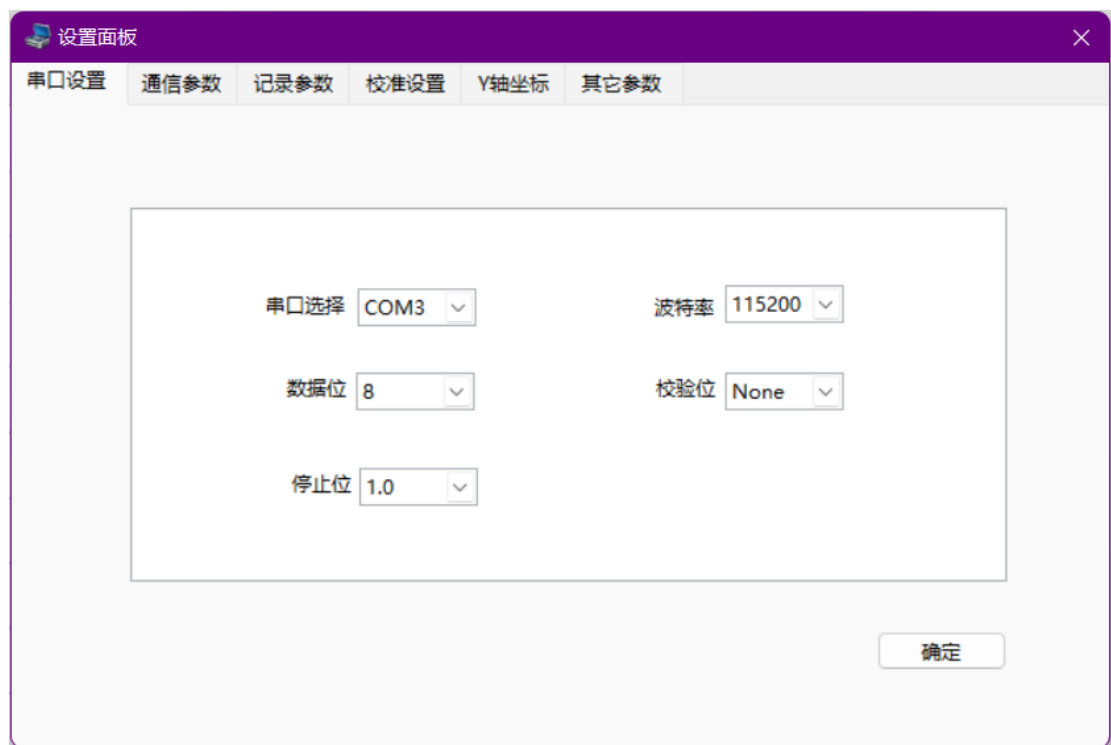 设置面板
串口设置 通信参数 记录参数 校准设置 Y轴坐标 其它参数
串口选择 COM3 波特率 115200
数据位 8 校验位 None
停止位 1.0
确定